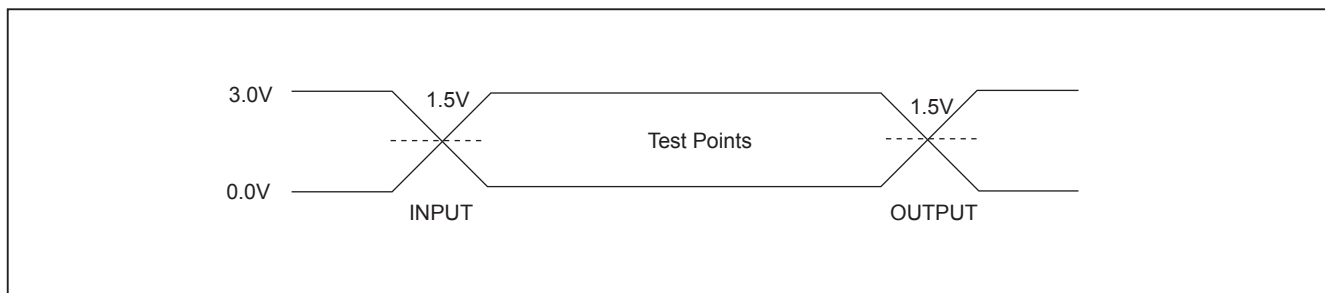 3.0V
1.5V
1.5V
Test Points
0.0V
INPUT
OUTPUT